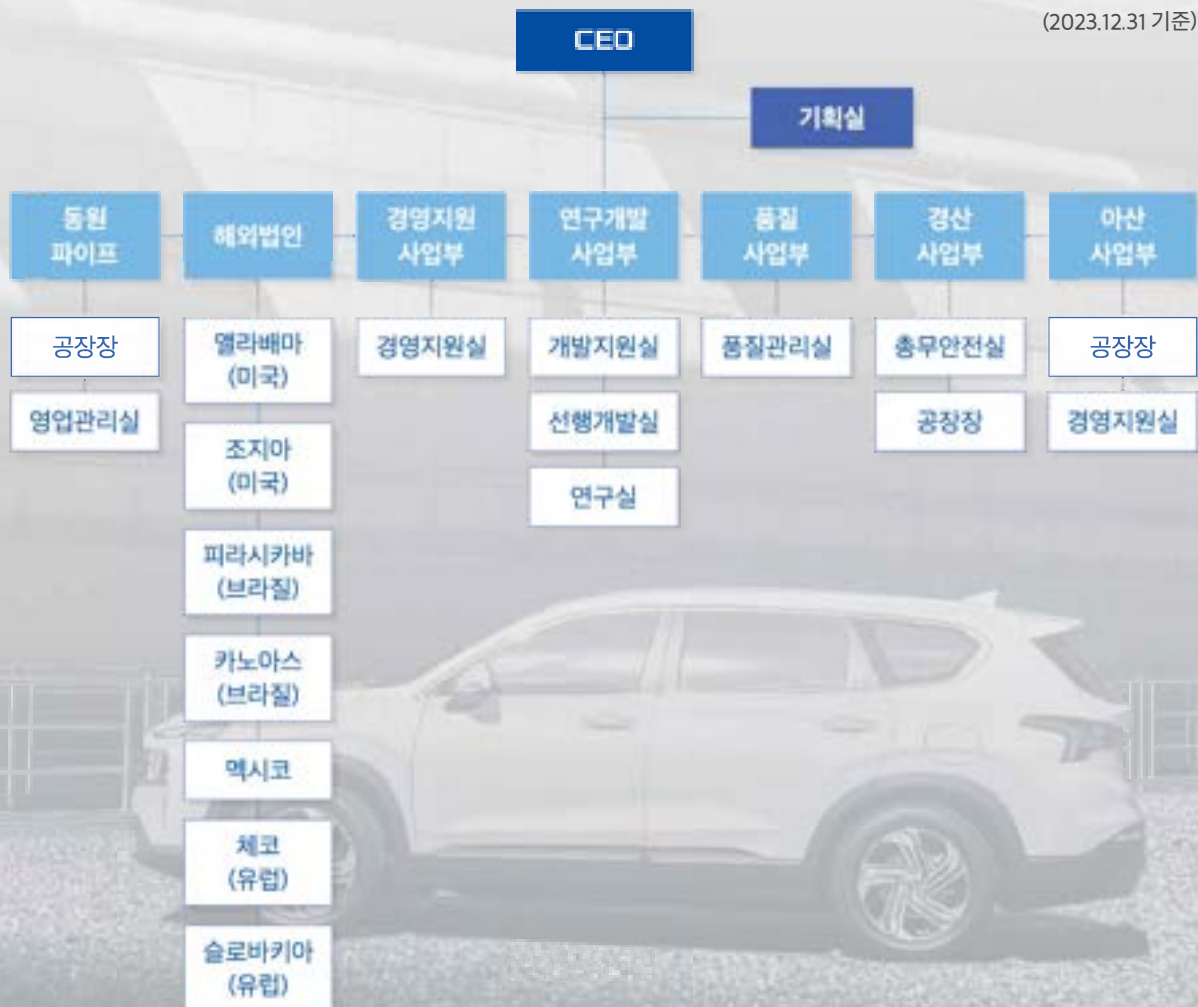 (2023.12.31 기준)
CEO
기획실
동원
파이프
해외법인
경영지원
사업부
연구개발
사업부
품질
사업부
경산
사업부
아산
사업부
공장장
영업관리실
앨라배마
(미국)
조지아
(미국)
피라시카바
(브라질)
카노아스
(브라질)
멕시코
체코
(유럽)
슬로바키아
(유럽)
경영지원실
개발지원실
선행개발실
연구실
품질관리실
총무안전실
공장장
공장장
경영지원실